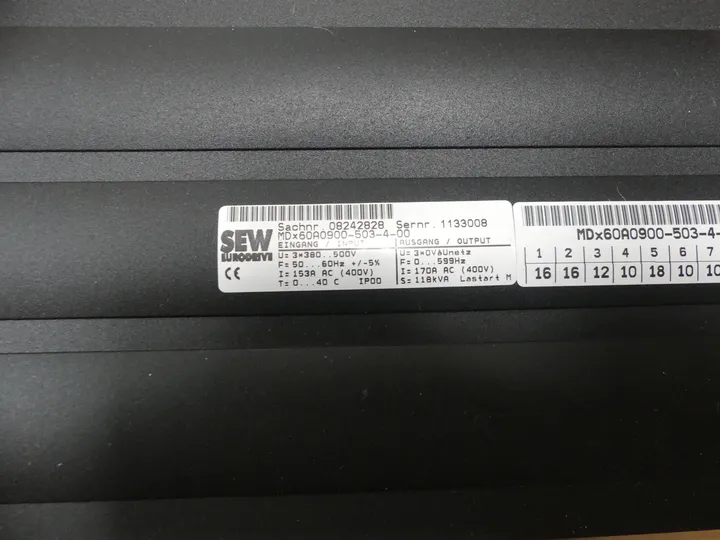 Sachnr. 08242828 Sernr. 1133008
MDx60A0900-503-4-00
SEW
EURODRIVE
CE
EINGANG / INPUT
U= 3*380...500V
F= 50...60Hz +/-5%
I= 153A AC (400V)
T= 0...40 C IP00
AUSGANG / OUTPUT
U= 3*0VàUnetz
F= 0...599Hz
I= 170A AC (400V)
S= 118kVA Lastart M
MDx60A0900-503-4-
1 2 3 4 5 6 7
16 16 12 10 18 10 10